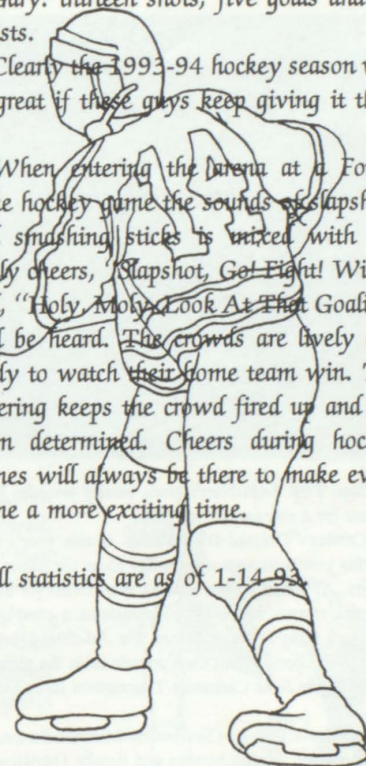 ary: thirteen shots, five goals and
sts.
Clearly the 1993-94 hockey season w
great if these guys keep giving it th
When entering the arena at a Fo
e hockey game the sounds of slapsh
smashing sticks is mixed with
ly cheers, "Slapshot, Go! Fight! Wi
, "Holy, Moly, Look At That Goali
l be heard. The crowds are lively
ly to watch their home team win. T
ering keeps the crowd fired up and
n determined. Cheers during hoc
nes will always be there to make ev
ne a more exciting time.
ll statistics are as of 1-14-93.